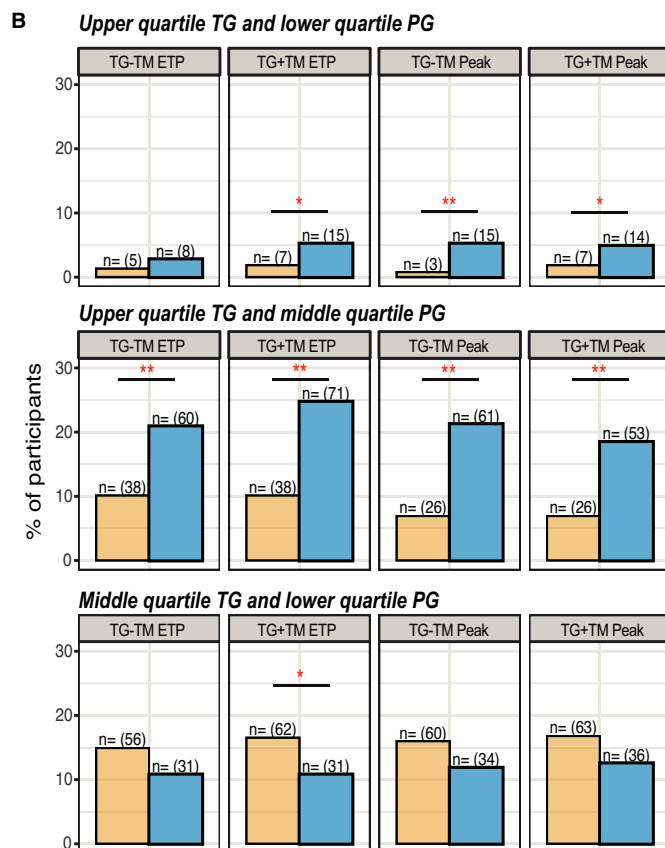 B
Upper quartile TG and lower quartile PG
TG-TM ETP TG+TM ETP TG-TM Peak TG+TM Peak
30
20
* ** *
10
n= (5) n= (8) n= (7) n= (15) n= (3) n= (15) n= (7) n= (14)
0
Upper quartile TG and middle quartile PG
TG-TM ETP TG+TM ETP TG-TM Peak TG+TM Peak
30
** ** ** **
n= (60) n= (71) n= (61) n= (53)
20
n= (38) n= (38) n= (26) n= (26)
10
0
% of participants
Middle quartile TG and lower quartile PG
TG-TM ETP TG+TM ETP TG-TM Peak TG+TM Peak
30
*
20
n= (56) n= (31) n= (62) n= (31) n= (60) n= (34) n= (63) n= (36)
10
0